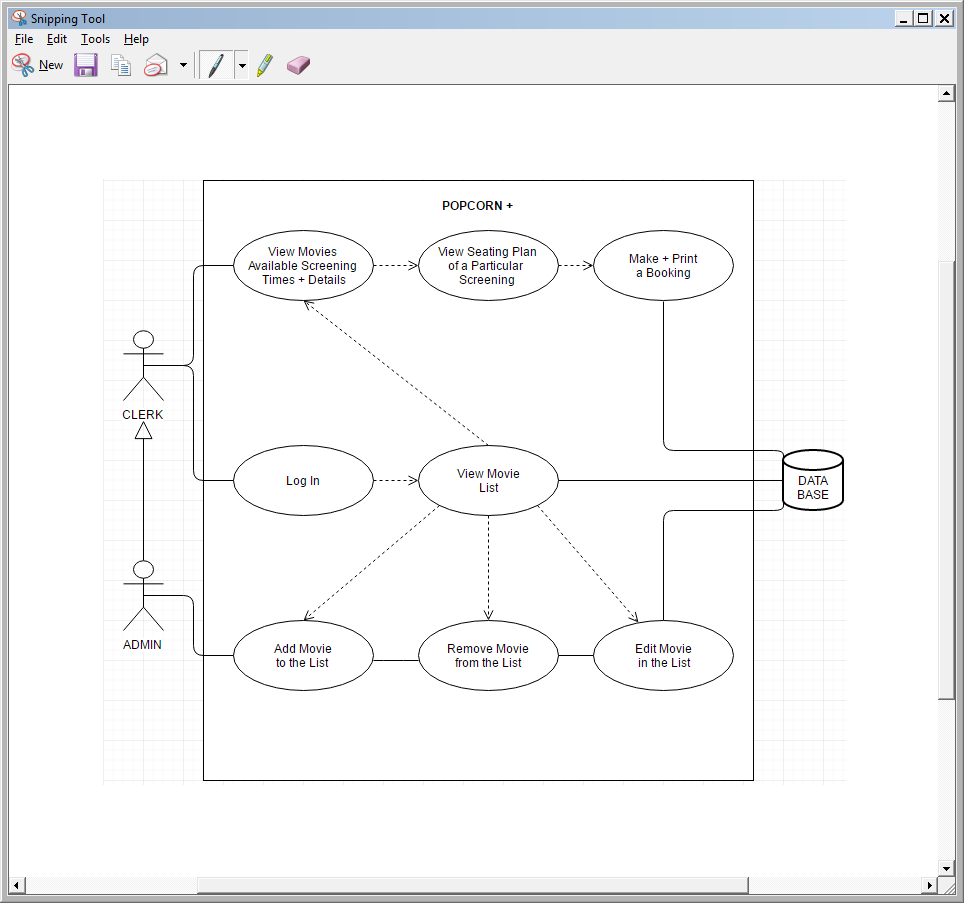 Snipping Tool
File Edit Tools Help
New
POPCORN +
View Movies
Available Screening
Times + Details
View Seating Plan
of a Particular
Screening
Make + Print
a Booking
CLERK
Log In
View Movie
List
DATA
BASE
ADMIN
Add Movie
to the List
Remove Movie
from the List
Edit Movie
in the List